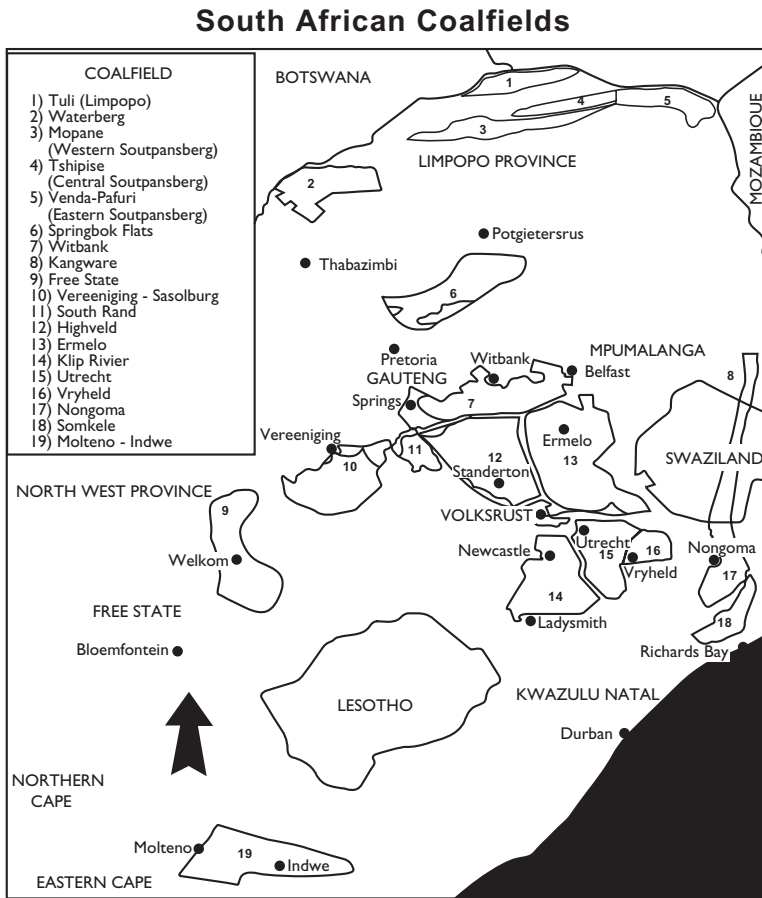 South African Coalfields
COALFIELD
1) Tuli (Limpopo)
2) Waterberg
3) Mopane
(Western Soutpansberg)
4) Tshipise
(Central Soutpansberg)
5) Venda-Pafuri
(Eastern Soutpansberg)
6) Springbok Flats
7) Witbank
8) Kangware
9) Free State
10) Vereeniging - Sasolburg
11) South Rand
12) Highveld
13) Ermelo
14) Klip Rivier
15) Utrecht
16) Vryheld
17) Nongoma
18) Somkele
19) Molteno - Indwe
BOTSWANA
1
4
5
3
MOZAMBIQUE
LIMPOPO PROVINCE
2
Potgietersrus
Thabazimbi
6
Pretoria
Witbank
MPUMALANGA
GAUTENG
Belfast
8
Springs
7
Vereeniging
Ermelo
11
12
13
SWAZILAND
10
Standerton
NORTH WEST PROVINCE
9
VOLKSRUST
Utrecht
Newcastle
15
16
Nongoma
Welkom
Vryheld
17
14
FREE STATE
Ladysmith
18
Bloemfontein
Richards Bay
LESOTHO
KWAZULU NATAL
Durban
NORTHERN
CAPE
Molteno
19
Indwe
EASTERN CAPE